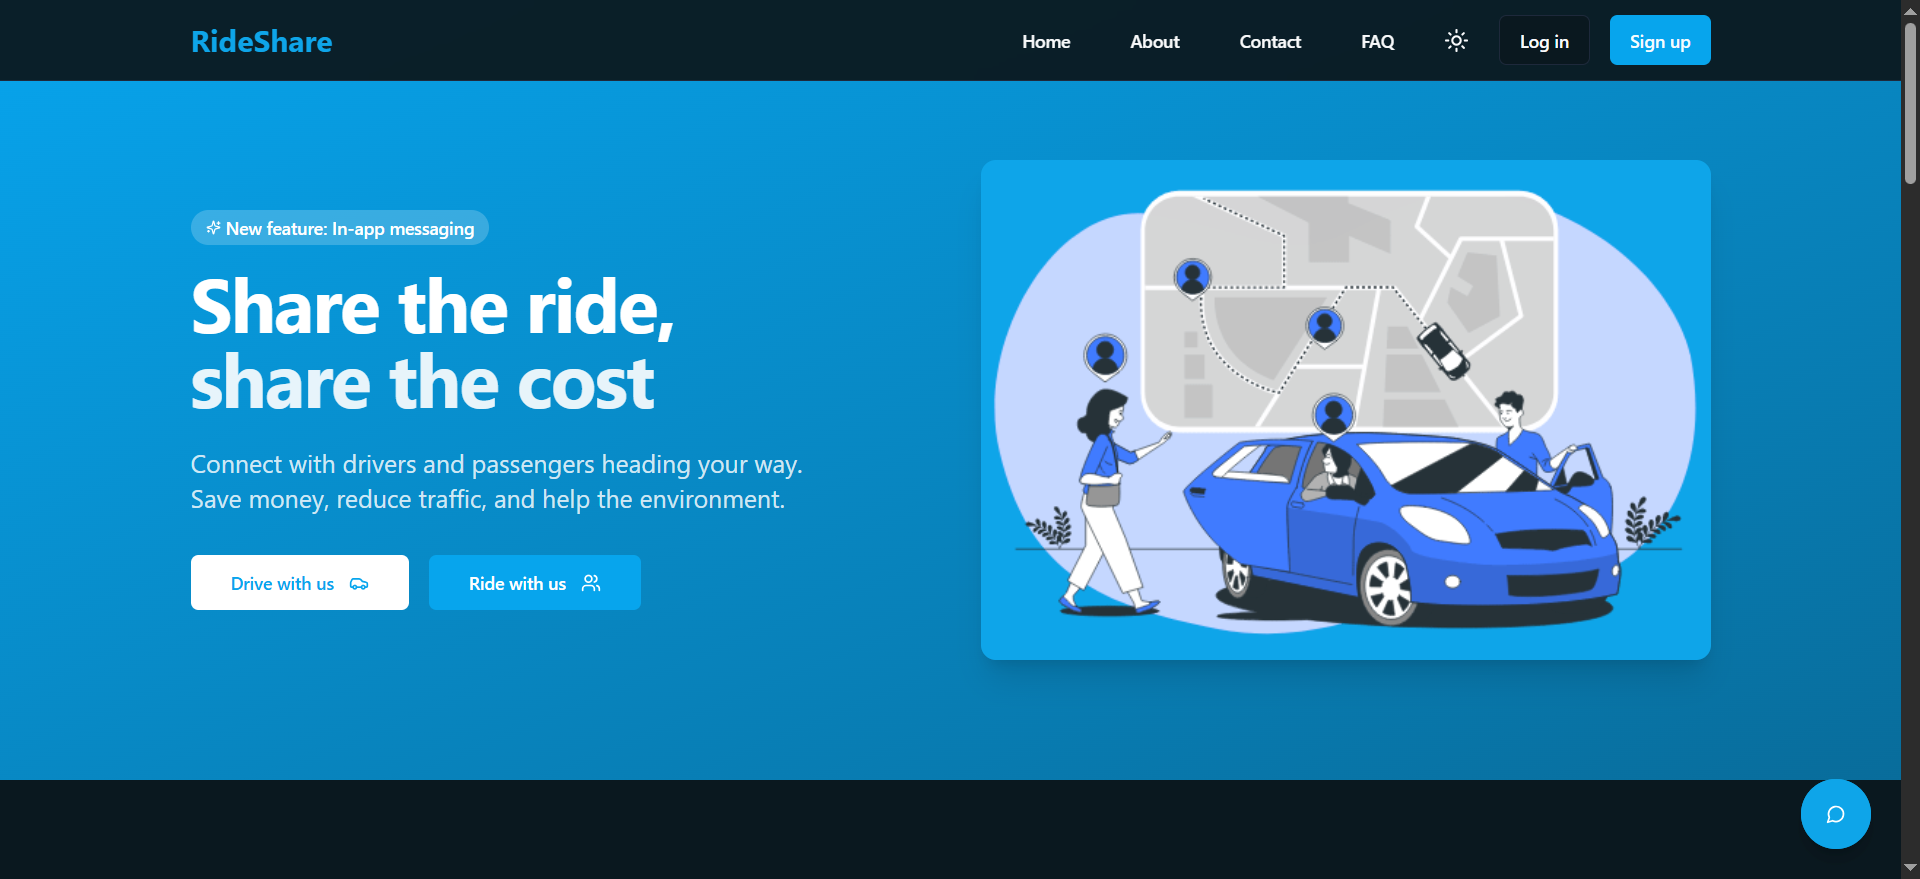 RideShare
Home
About
Contact
FAQ
Log in
Sign up
New feature: In-app messaging
Share the ride,
share the cost
Connect with drivers and passengers heading your way.
Save money, reduce traffic, and help the environment.
Drive with us
Ride with us